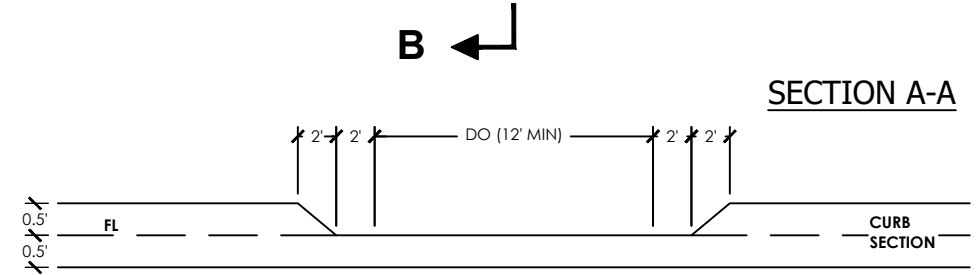 B
SECTION A-A
2' 2' DO (12' MIN) 2' 2'
0.5'
FL
CURB
SECTION
0.5'